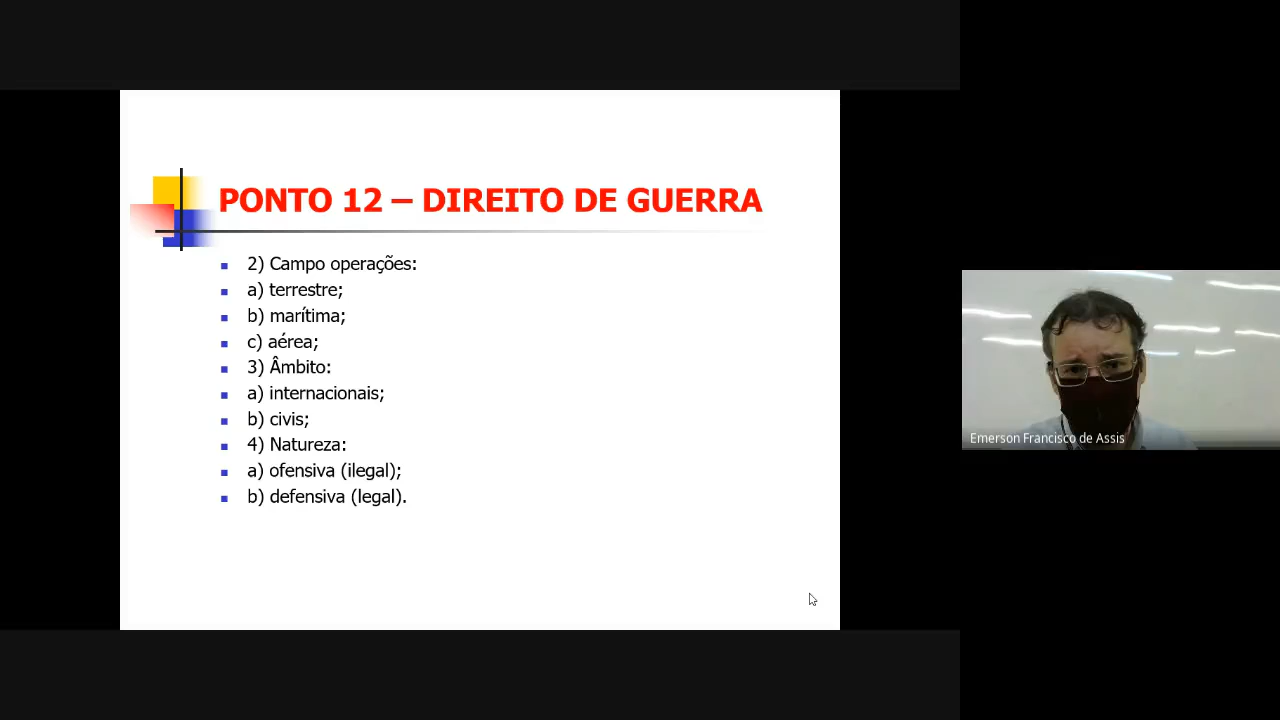 PONTO 12 – DIREITO DE GUERRA
2) Campo operações:
a) terrestre;
b) marítima;
c) aérea;
3) Âmbito:
a) internacionais;
b) civis;
4) Natureza:
a) ofensiva (ilegal);
b) defensiva (legal).
Emerson Francisco de Assis